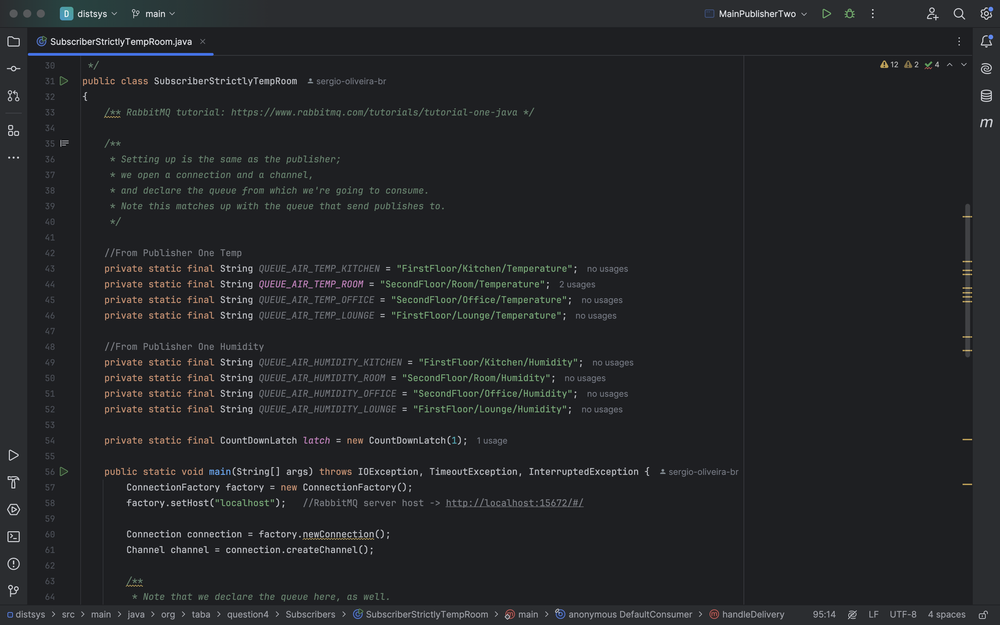 D distsys main MainPublisherTwo
SubscriberStrictlyTempRoom.java
12 2 4
30 */
31 public class SubscriberStrictlyTempRoom sergio-oliveira-br
32 {
33 /** RabbitMQ tutorial: https://www.rabbitmq.com/tutorials/tutorial-one-java */
34
35 /**
36 * Setting up is the same as the publisher;
37 * we open a connection and a channel,
38 * and declare the queue from which we're going to consume.
39 * Note this matches up with the queue that send publishes to.
40 */
41
42 //From Publisher One Temp
43 private static final String QUEUE_AIR_TEMP_KITCHEN = "FirstFloor/Kitchen/Temperature"; no usages
44 private static final String QUEUE_AIR_TEMP_ROOM = "SecondFloor/Room/Temperature"; 2 usages
45 private static final String QUEUE_AIR_TEMP_OFFICE = "SecondFloor/Office/Temperature"; no usages
46 private static final String QUEUE_AIR_TEMP_LOUNGE = "FirstFloor/Lounge/Temperature"; no usages
47
48 //From Publisher One Humidity
49 private static final String QUEUE_AIR_HUMIDITY_KITCHEN = "FirstFloor/Kitchen/Humidity"; no usages
50 private static final String QUEUE_AIR_HUMIDITY_ROOM = "SecondFloor/Room/Humidity"; no usages
51 private static final String QUEUE_AIR_HUMIDITY_OFFICE = "SecondFloor/Office/Humidity"; no usages
52 private static final String QUEUE_AIR_HUMIDITY_LOUNGE = "FirstFloor/Lounge/Humidity"; no usages
53
54 private static final CountDownLatch latch = new CountDownLatch(1); 1 usage
55
56 public static void main(String[] args) throws IOException, TimeoutException, InterruptedException { sergio-oliveira-br
57 ConnectionFactory factory = new ConnectionFactory();
58 factory.setHost("localhost"); //RabbitMQ server host -> http://localhost:15672/#/
59
60 Connection connection = factory.newConnection();
61 Channel channel = connection.createChannel();
62
63 /**
64 * Note that we declare the queue here, as well.
distsys > src > main > java > org > taba > question4 > Subscribers > SubscriberStrictlyTempRoom > main > anonymous DefaultConsumer > handleDelivery 95:14 LF UTF-8 4 spaces